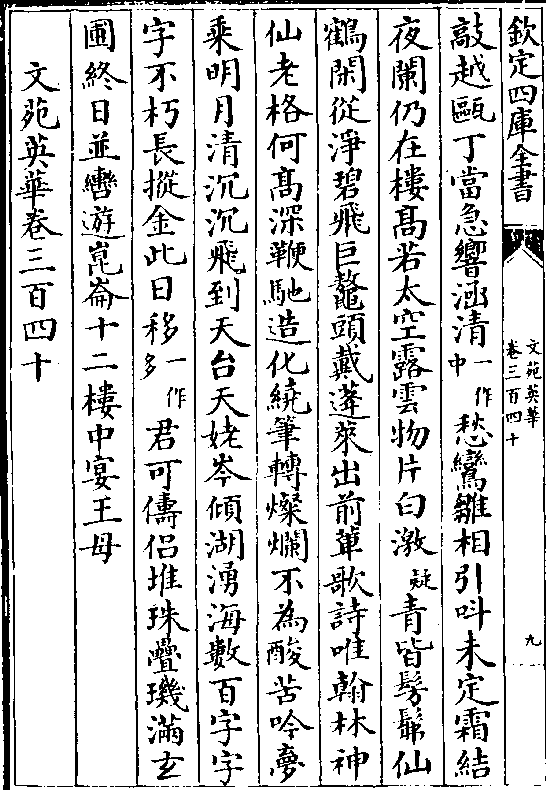 欽定四庫全書
文苑英華
卷三百四十
九
敲越甌丁當急響涵清一作中愁鸞雛相引叫未定霜結
夜闌仍在樓高若太空露雲物片白激疑青皆髣髴仙
鶴閑從淨碧飛巨鼇頭戴蓬萊出前軰歌詩唯翰林神
仙老格何髙深鞭馳造化繞筆轉燦爛不為酸苦吟夢
乘明月清沉沉飛到天台天姥岑傾湖湧海數百字字
字不朽長摐金此日移一作多君可儔侶堆珠疊璣滿玄
圃終日並轡遊崑崙十二樓中宴王母
文苑英華卷三百四十